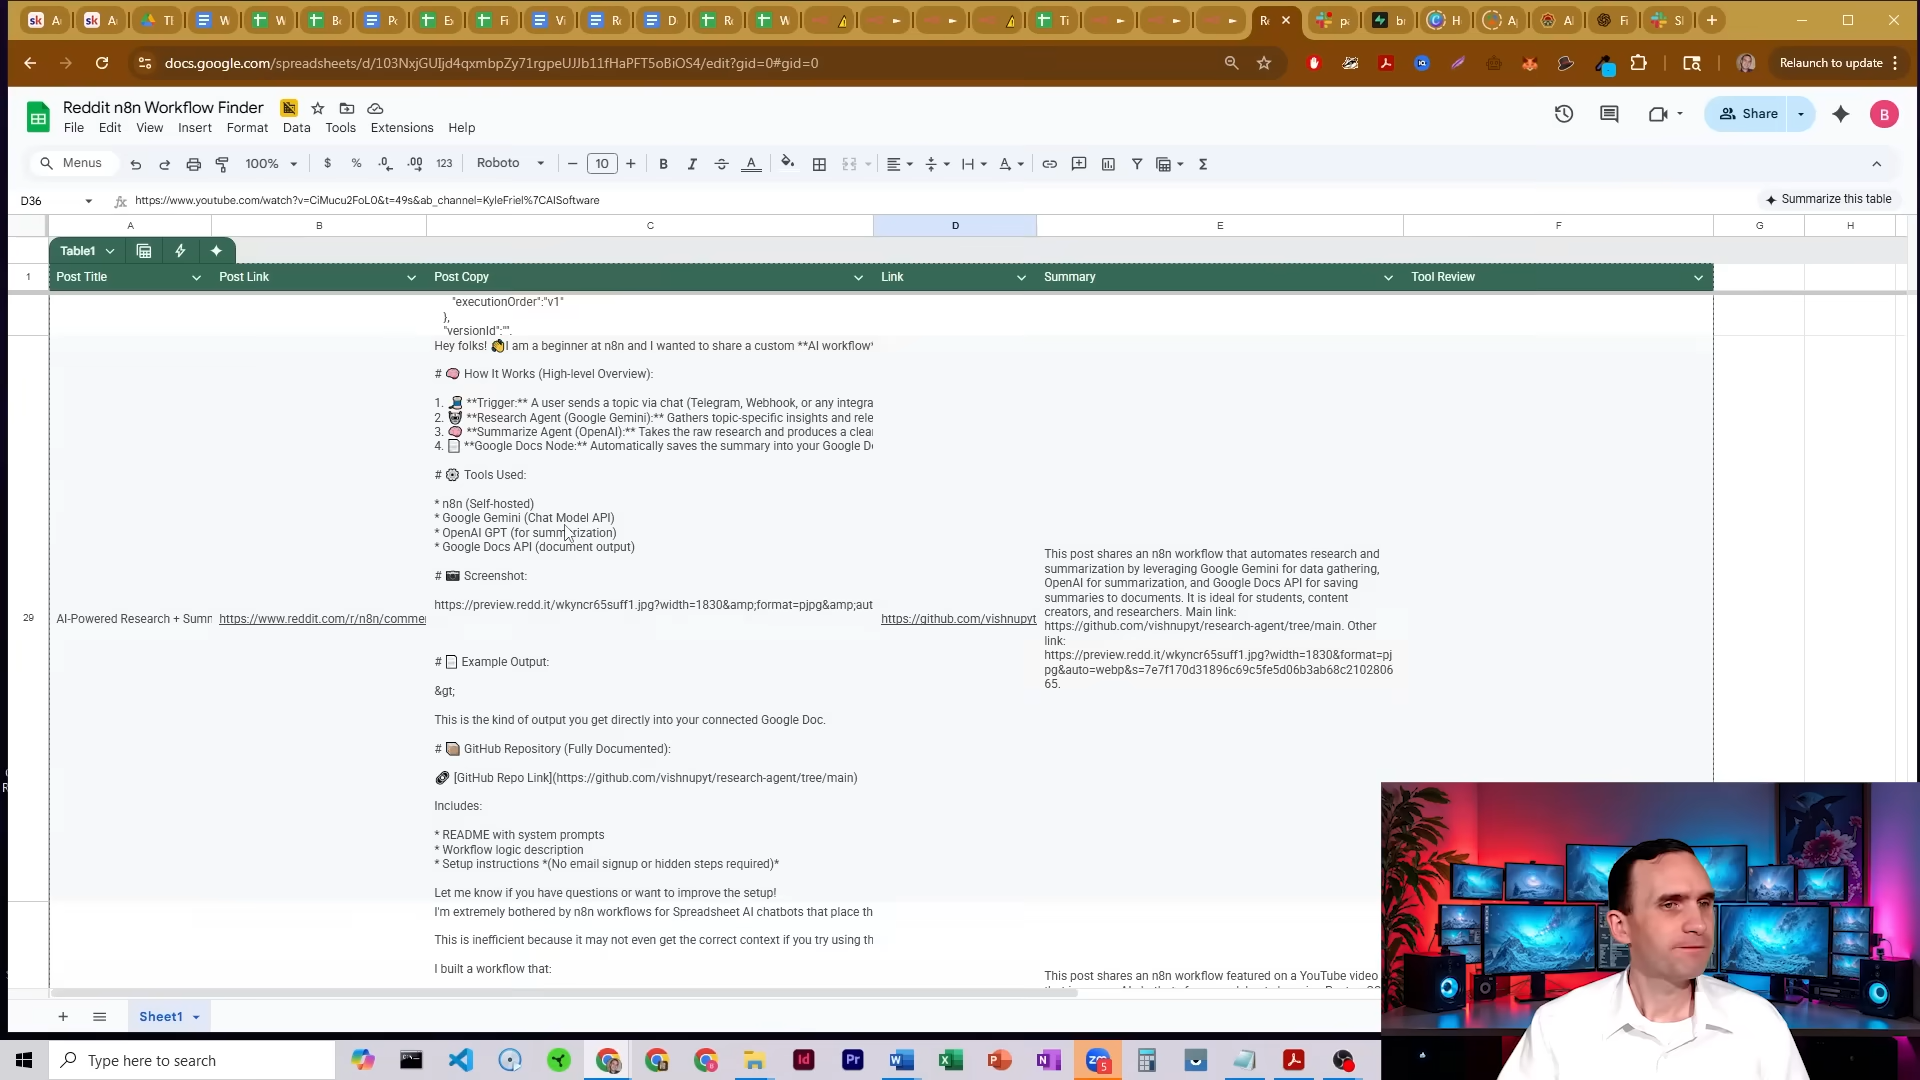 docs.google.com/spreadsheets/d/103NxjGUIjd4qxmbpZy71rgpeUJJb11fHaPFT5oBiOS4/edit?gid=0#gid=0
Relaunch to update
Reddit n8n Workflow Finder
File Edit View Insert Format Data Tools Extensions Help
Share
B
Menus
100%
$ % .0 .00 123
Roboto
10
D36
https://www.youtube.com/watch?v=CiMucu2FoL0&t=49s&ab_channel=KyleFriel%7CAISoftware
Summarize this table
A B C D E F G H
Table1
1 Post Title Post Link Post Copy Link Summary Tool Review
"executionOrder":"v1"
},
"versionId":"".
Hey folks! 👏I am a beginner at n8n and I wanted to share a custom **AI workflow*
# 🧠 How It Works (High-level Overview):
1. **Trigger:** A user sends a topic via chat (Telegram, Webhook, or any integra
2. **Research Agent (Google Gemini):** Gathers topic-specific insights and rele
3. 🧠 **Summarize Agent (OpenAI):** Takes the raw research and produces a clea
4. 📄 **Google Docs Node:** Automatically saves the summary into your Google Do
# ⚙️ Tools Used:
* n8n (Self-hosted)
* Google Gemini (Chat Model API)
* OpenAI GPT (for summarization)
* Google Docs API (document output)
# 📷 Screenshot:
https://preview.redd.it/wkyncr65suff1.jpg?width=1830&amp;format=pjpg&amp;aut
29 AI-Powered Research + Summ https://www.reddit.com/r/n8n/commen https://github.com/vishnupyt
This post shares an n8n workflow that automates research and
summarization by leveraging Google Gemini for data gathering,
OpenAI for summarization, and Google Docs API for saving
summaries to documents. It is ideal for students, content
creators, and researchers. Main link:
https://github.com/vishnupyt/research-agent/tree/main. Other
link:
https://preview.redd.it/wkyncr65suff1.jpg?width=1830&format=pj
pg&auto=webp&s=7e7f170d31896c69c5fe5d06b3ab68c2102806
65.
# 📄 Example Output:
&gt;
This is the kind of output you get directly into your connected Google Doc.
# 📦 GitHub Repository (Fully Documented):
🔗 [GitHub Repo Link](https://github.com/vishnupyt/research-agent/tree/main)
Includes:
* README with system prompts
* Workflow logic description
* Setup instructions *(No email signup or hidden steps required)*
Let me know if you have questions or want to improve the setup!
I'm extremely bothered by n8n workflows for Spreadsheet AI chatbots that place th
This is inefficient because it may not even get the correct context if you try using th
I built a workflow that:
This post shares an n8n workflow featured on a YouTube video
Sheet1
Type here to search